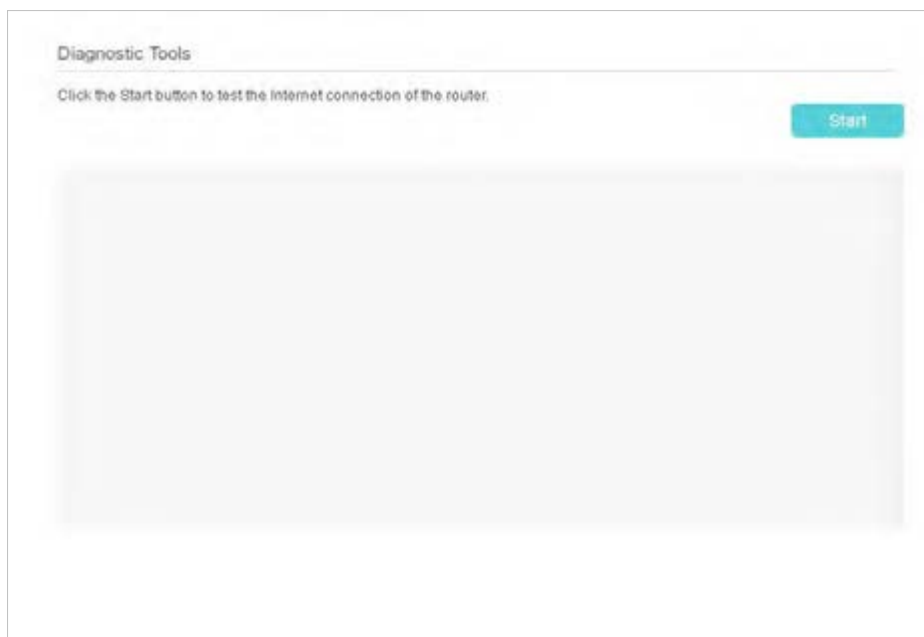 Diagnostic Tools
Click the Start button to test the Internet connection of the router.
Start